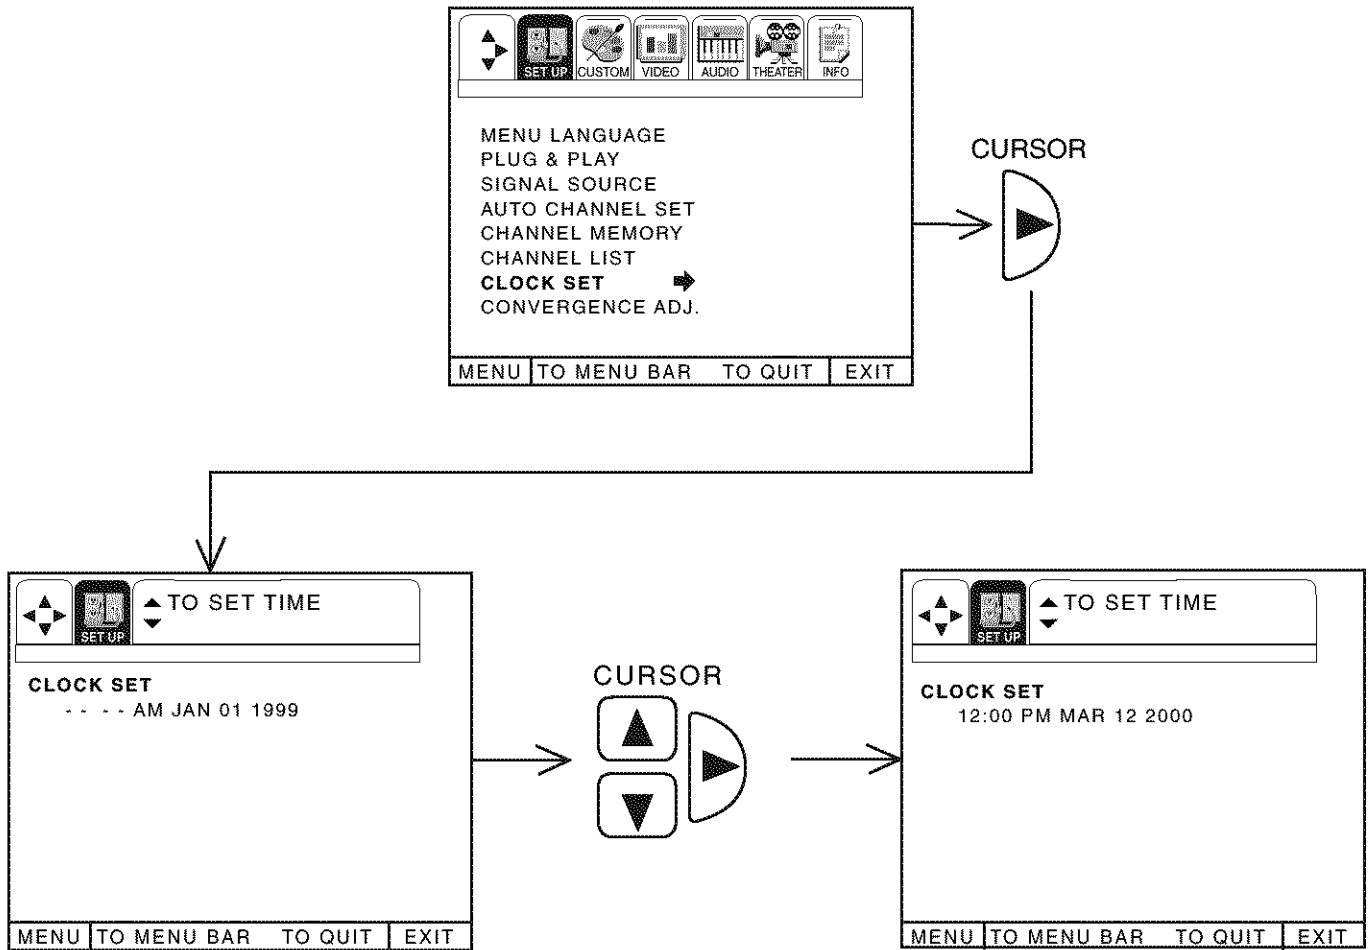 SET UP CUSTOM VIDEO AUDIO THEATER INFO
MENU LANGUAGE
PLUG & PLAY
SIGNAL SOURCE
AUTO CHANNEL SET
CHANNEL MEMORY
CHANNEL LIST
CLOCK SET
CONVERGENCE ADJ.
MENU TO MENU BAR TO QUIT EXIT
CURSOR
SET UP TO SET TIME
CLOCK SET
- - - - AM JAN 01 1999
MENU TO MENU BAR TO QUIT EXIT
CURSOR
SET UP TO SET TIME
CLOCK SET
12:00 PM MAR 12 2000
MENU TO MENU BAR TO QUIT EXIT